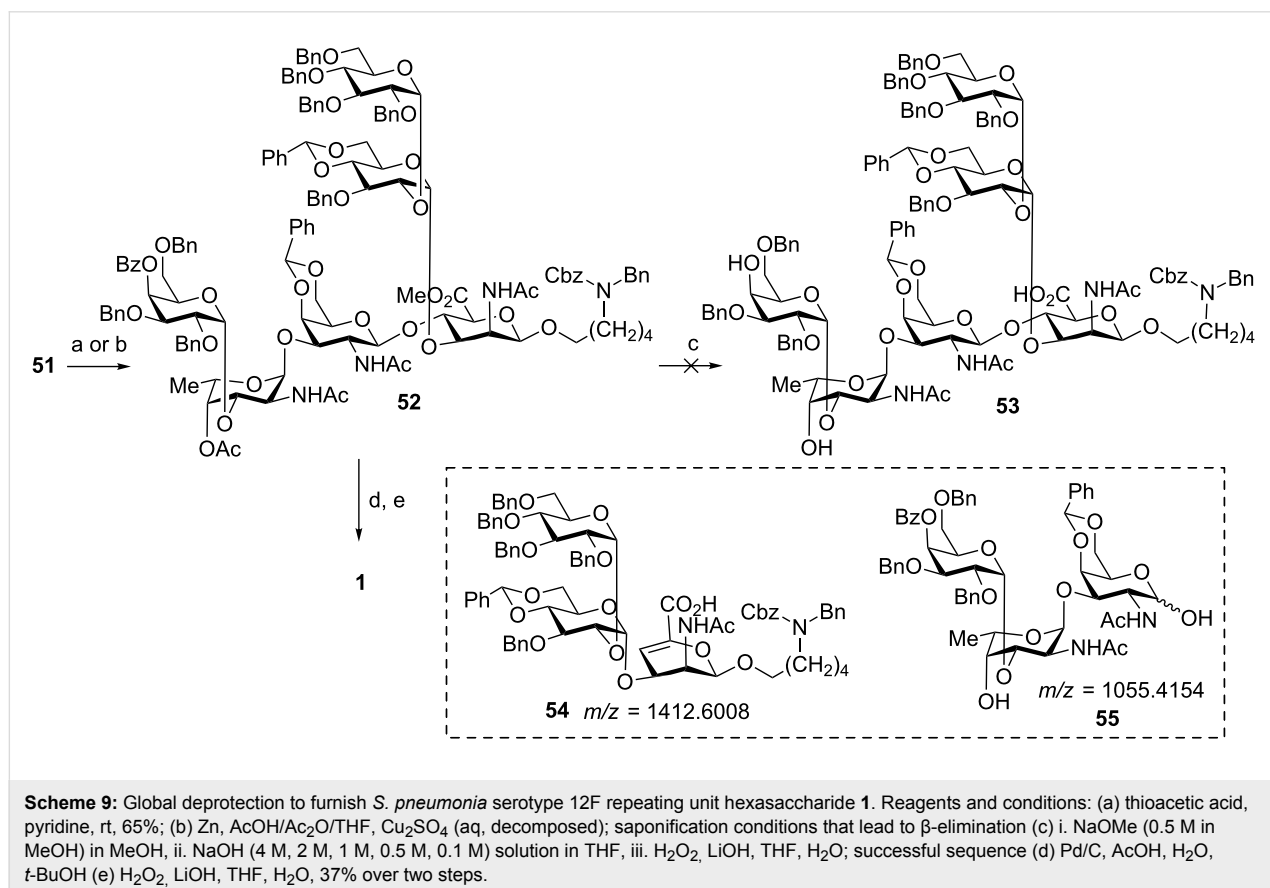 BnO
BnO
BnO
BnO
O
Ph
O
O
O
BnO
O
Ph
OBn
BzO
O
BnO
BnO
O
O
O
MeO2C
NHAc
Cbz
N
Bn
O
O
O
O
(CH2)4
NHAc
O
51
a or b
Me
O
NHAc
O
OAc
52
c
BnO
BnO
BnO
BnO
O
Ph
O
O
O
BnO
O
Ph
OBn
HO
O
BnO
BnO
O
O
O
HO2C
NHAc
Cbz
N
Bn
O
O
O
O
(CH2)4
NHAc
O
Me
O
NHAc
O
OH
53
d, e
1
BnO
BnO
BnO
BnO
O
Ph
O
O
O
BnO
O
CO2H
NHAc
O
O
O
Cbz
N
Bn
(CH2)4
54 m/z = 1412.6008
OBn
BzO
O
BnO
BnO
Ph
O
O
O
O
AcHN
OH
Me
O
NHAc
O
OH
m/z = 1055.4154
55
Scheme 9: Global deprotection to furnish S. pneumonia serotype 12F repeating unit hexasaccharide 1. Reagents and conditions: (a) thioacetic acid,
pyridine, rt, 65%; (b) Zn, AcOH/Ac2O/THF, Cu2SO4 (aq, decomposed); saponification conditions that lead to β-elimination (c) i. NaOMe (0.5 M in
MeOH) in MeOH, ii. NaOH (4 M, 2 M, 1 M, 0.5 M, 0.1 M) solution in THF, iii. H2O2, LiOH, THF, H2O; successful sequence (d) Pd/C, AcOH, H2O,
t-BuOH (e) H2O2, LiOH, THF, H2O, 37% over two steps.